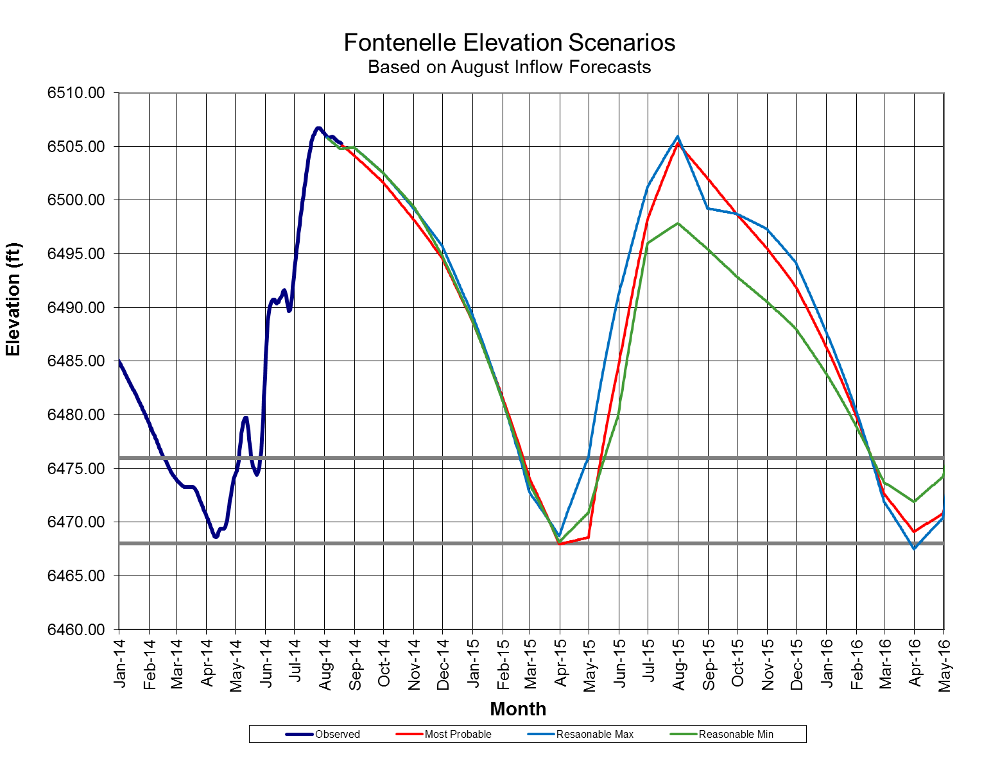 Fontenelle Elevation Scenarios
Based on August Inflow Forecasts
Elevation (ft)
6510.00
6505.00
6500.00
6495.00
6490.00
6485.00
6480.00
6475.00
6470.00
6465.00
6460.00
Jan-14
Feb-14
Mar-14
Apr-14
May-14
Jun-14
Jul-14
Aug-14
Sep-14
Oct-14
Nov-14
Dec-14
Jan-15
Feb-15
Mar-15
Apr-15
May-15
Jun-15
Jul-15
Aug-15
Sep-15
Oct-15
Nov-15
Dec-15
Jan-16
Feb-16
Mar-16
Apr-16
May-16
Month
Observed
Most Probable
Resaonable Max
Reasonable Min